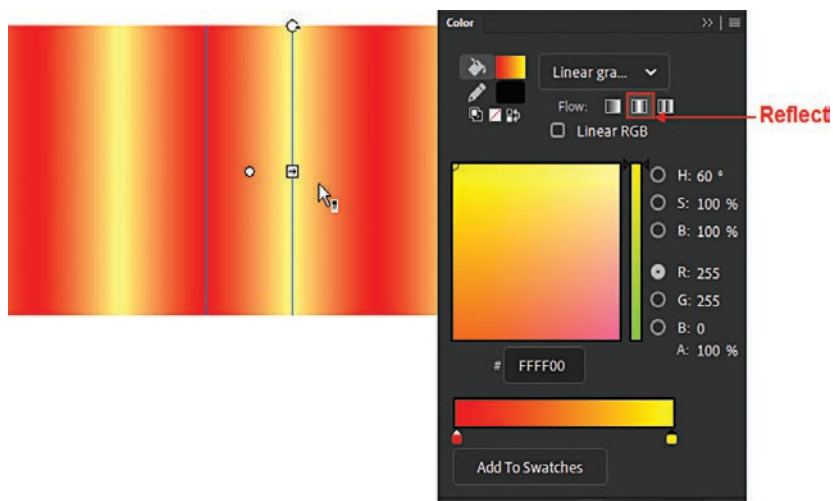 Color
Linear gra...
Flow:
Reflect
Linear RGB
H: 60 °
S: 100 %
B: 100 %
R: 255
G: 255
B: 0
A: 100 %
# FFFF00
Add To Swatches